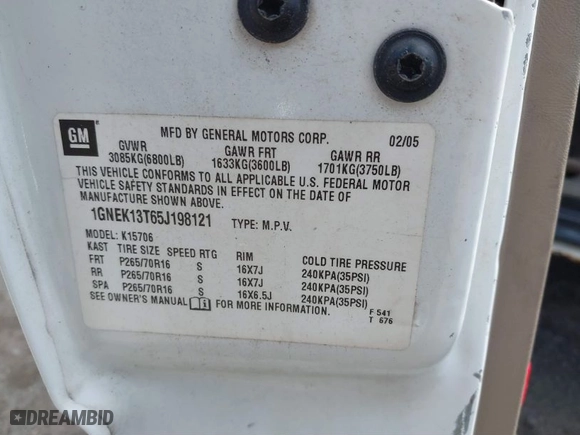 GM
MFD BY GENERAL MOTORS CORP. 02/05
GVWR GAWR FRT GAWR RR
3085KG(6800LB) 1633KG(3600LB) 1701KG(3750LB)
THIS VEHICLE CONFORMS TO ALL APPLICABLE U.S. FEDERAL MOTOR
VEHICLE SAFETY STANDARDS IN EFFECT ON THE DATE OF
MANUFACTURE SHOWN ABOVE.
1GNEK13T65J198121 TYPE: M.P.V.
MODEL: K15706
KAST TIRE SIZE SPEED RTG RIM COLD TIRE PRESSURE
FRT P265/70R16 S 16X7J 240KPA(35PSI)
RR P265/70R16 S 16X7J 240KPA(35PSI)
SPA P265/70R16 S 16X6.5J 240KPA(35PSI)
SEE OWNER'S MANUAL FOR MORE INFORMATION.
F 541
T 676
DREAMBID